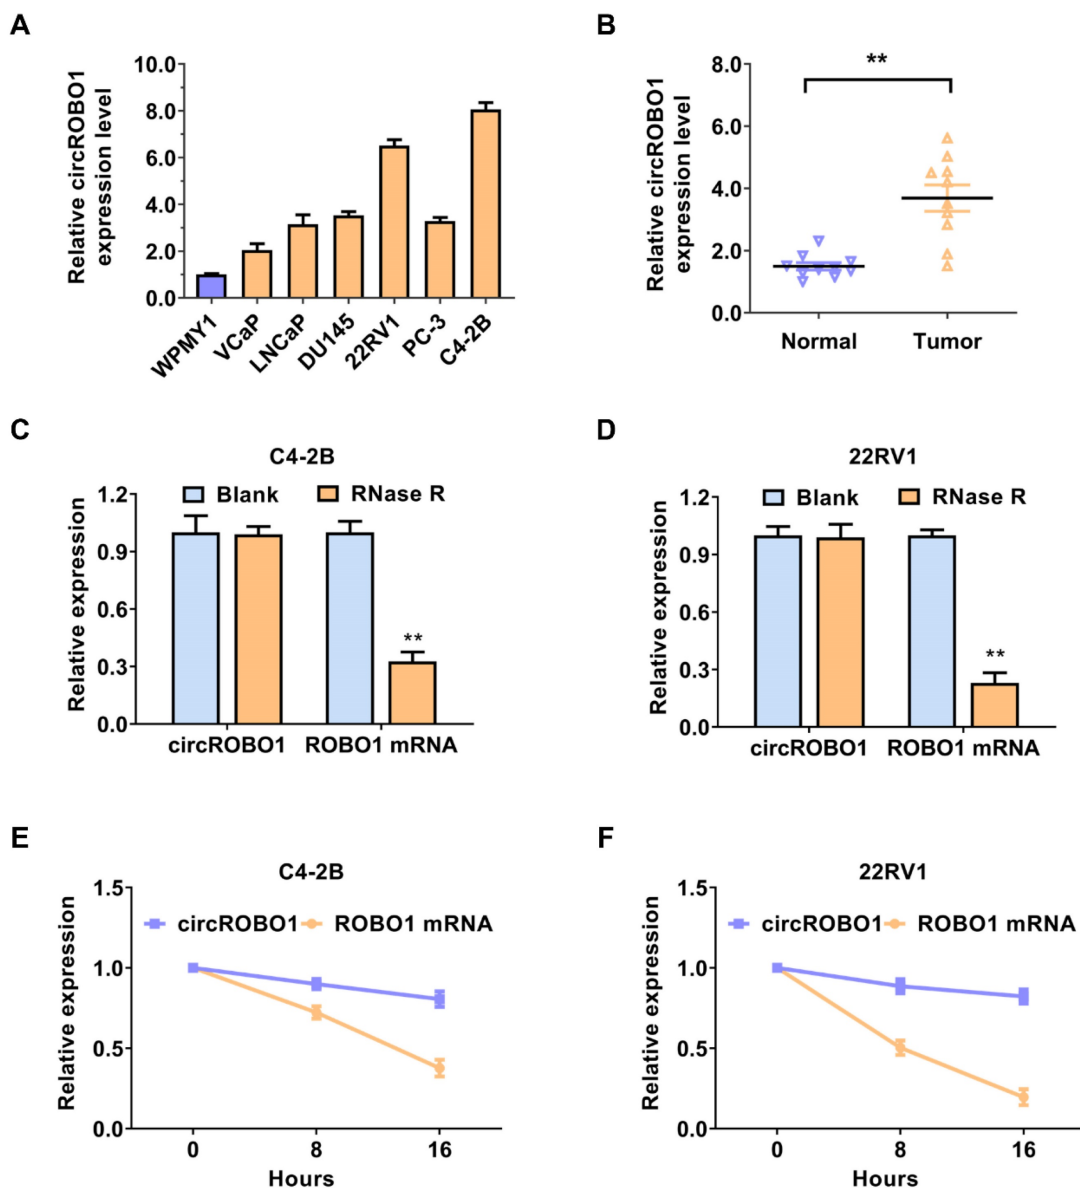 A
Relative circROBO1
expression level
10.0
8.0
6.0
4.0
2.0
0.0
WPMY1
VCaP
LNCaP
DU145
22RV1
PC-3
C4-2B
B
Relative circROBO1
expression level
8.0
6.0
4.0
2.0
0.0
**
Normal
Tumor
C
C4-2B
Blank
RNase R
Relative expression
1.2
0.9
0.6
0.3
0.0
**
circROBO1
ROBO1 mRNA
D
22RV1
Blank
RNase R
Relative expression
1.2
0.9
0.6
0.3
0.0
**
circROBO1
ROBO1 mRNA
E
C4-2B
circROBO1
ROBO1 mRNA
Relative expression
1.5
1.0
0.5
0.0
0
8
16
Hours
F
22RV1
circROBO1
ROBO1 mRNA
Relative expression
1.5
1.0
0.5
0.0
0
8
16
Hours